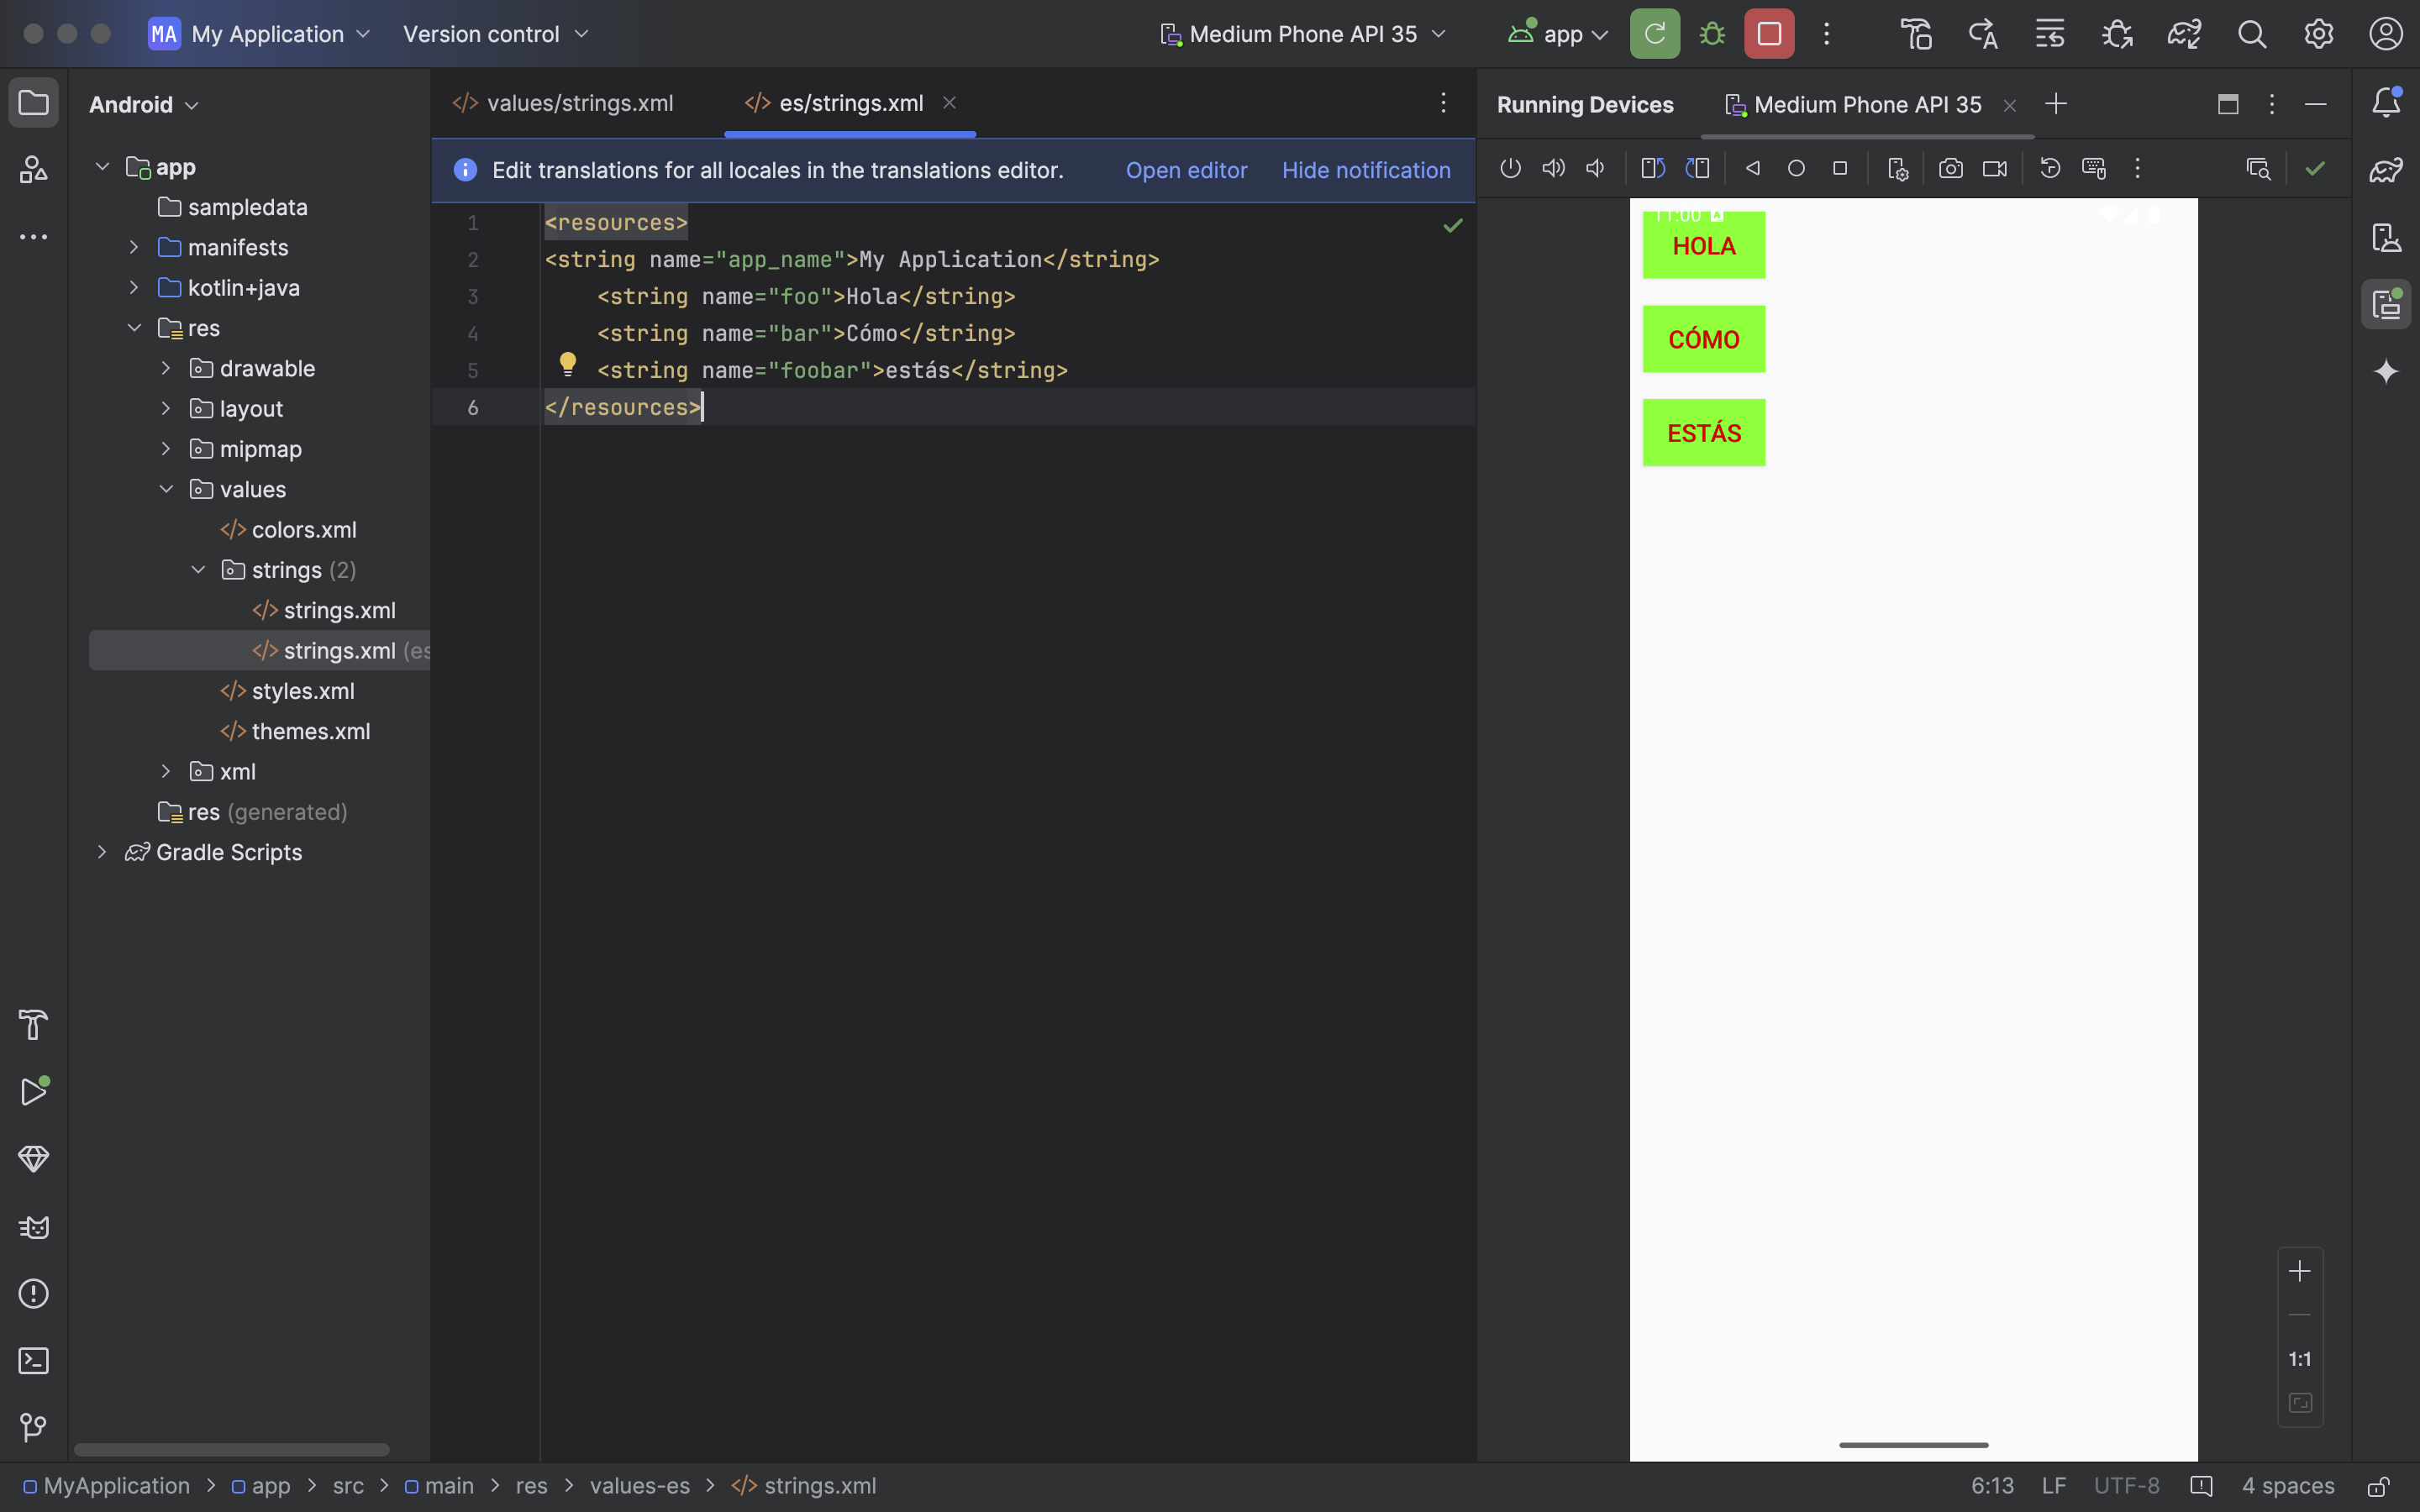 MA My Application Version control Medium Phone API 35 app
Android
app
sampledata
manifests
kotlin+java
res
drawable
layout
mipmap
values
colors.xml
strings (2)
strings.xml
strings.xml (es
styles.xml
themes.xml
xml
res (generated)
Gradle Scripts
values/strings.xml es/strings.xml
Edit translations for all locales in the translations editor. Open editor Hide notification
1 <resources>
2 <string name="app_name">My Application</string>
3 <string name="foo">Hola</string>
4 <string name="bar">Cómo</string>
5 <string name="foobar">estás</string>
6 </resources>
Running Devices Medium Phone API 35
11:00
HOLA
CÓMO
ESTÁS
1:1
MyApplication > app > src > main > res > values-es > strings.xml
6:13 LF UTF-8 4 spaces